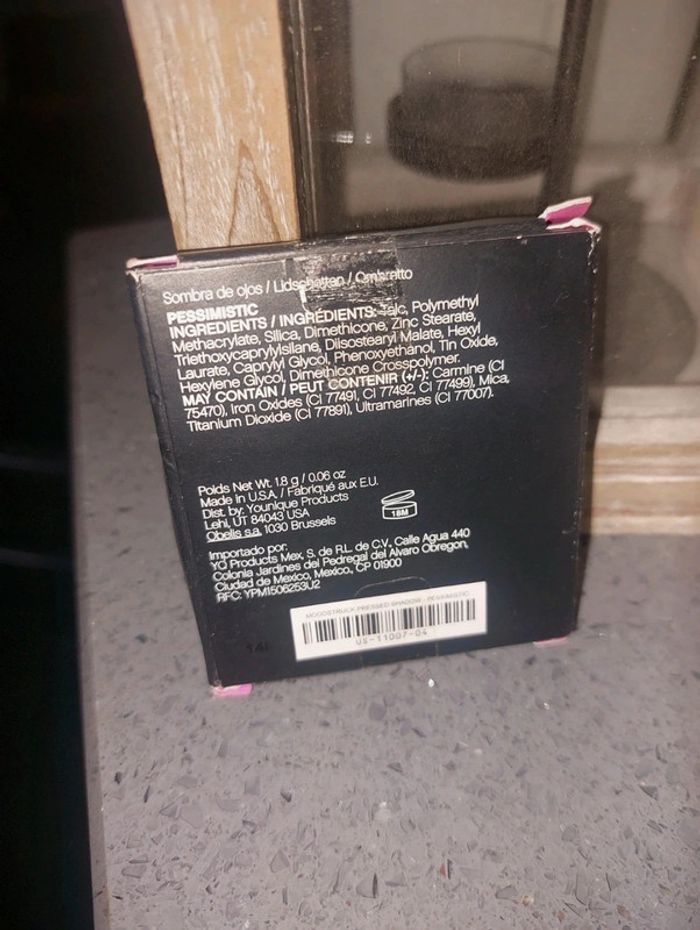 Sombra de ojos / Lidschatten / Ombretto
PESSIMISTIC
INGREDIENTS / INGRÉDIENTS: Talc, Polymethyl
Methacrylate, Silica, Dimethicone, Zinc Stearate,
Triethoxycaprylylsilane, Diisostearyl Malate, Hexyl
Laurate, Caprylyl Glycol, Phenoxyethanol, Tin Oxide,
Hexylene Glycol, Dimethicone Crosspolymer.
MAY CONTAIN / PEUT CONTENIR (+/-): Carmine (CI
75470), Iron Oxides (CI 77491, CI 77492, CI 77499), Mica,
Titanium Dioxide (CI 77891), Ultramarines (CI 77007).
Poids Net Wt. 1.8 g / 0.06 oz
Made in U.S.A. / Fabriqué aux E.U.
Dist. by: Younique Products
Lehi, UT 84043 USA
Obelis s.a. 1030 Brussels
18M
Importado por:
YQ Products Mex, S. de R.L. de C.V., Calle Agua 440
Colonia Jardines del Pedregal del Alvaro Obregon,
Ciudad de Mexico, Mexico, CP 01900
RFC: YPM1506253U2
MOODSTRUCK PRESSED SHADOW - PESSIMISTIC
US-11007-04